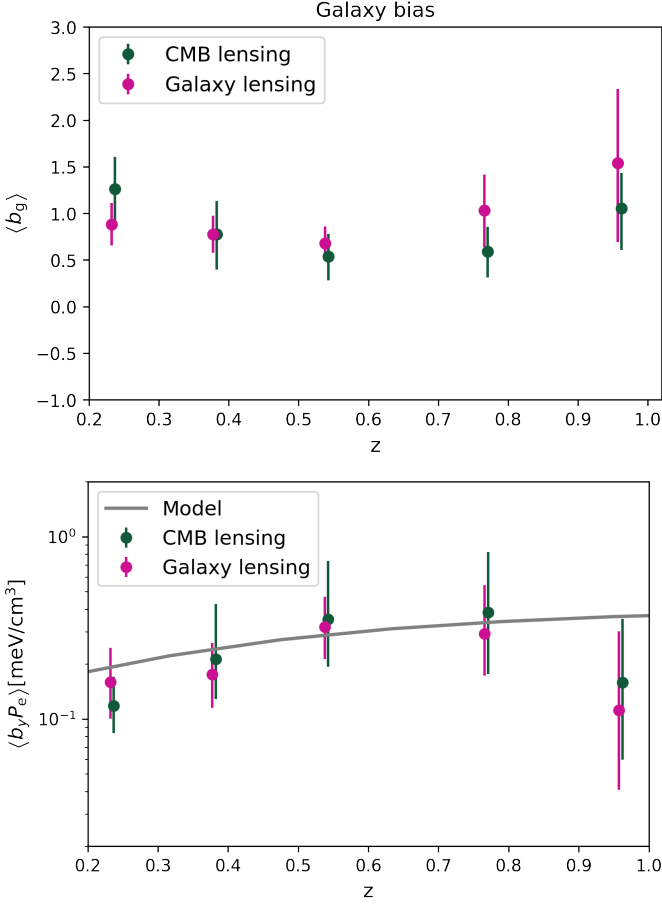 Galaxy bias
3.0
2.5
2.0
1.5
1.0
0.5
0.0
−0.5
−1.0
⟨b_g⟩
CMB lensing
Galaxy lensing
0.2 0.3 0.4 0.5 0.6 0.7 0.8 0.9 1.0
z
10⁰
10⁻¹
⟨b_yP_e⟩[meV/cm³]
Model
CMB lensing
Galaxy lensing
0.2 0.3 0.4 0.5 0.6 0.7 0.8 0.9 1.0
z